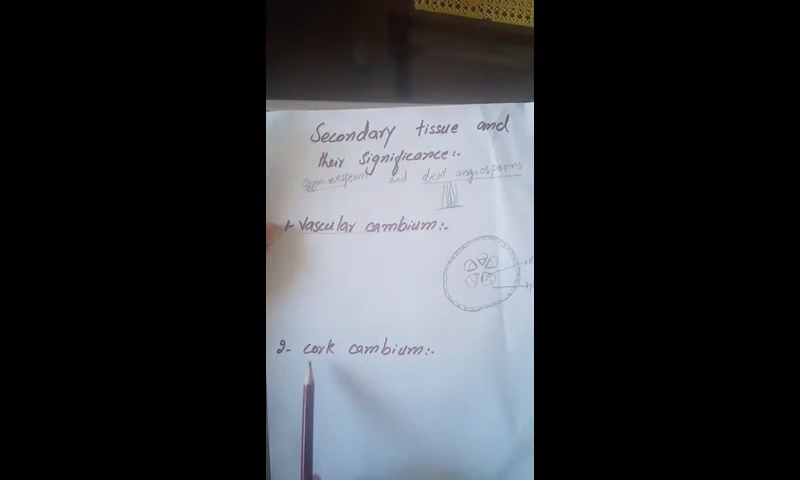 Secondary tissue and
their significance:-
gymnosperm and dicot angiosperms
1- Vascular cambium:-
2- cork cambium:-